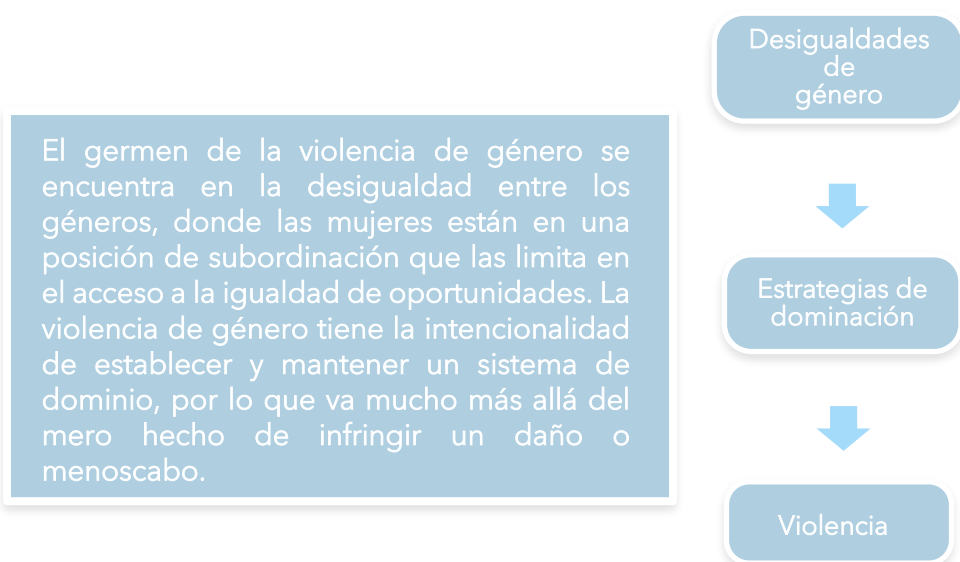 Desigualdades
de
género
El germen de la violencia de género se
encuentra en la desigualdad entre los
géneros, donde las mujeres están en una
posición de subordinación que las limita en
el acceso a la igualdad de oportunidades. La
violencia de género tiene la intencionalidad
de establecer y mantener un sistema de
dominio, por lo que va mucho más allá del
mero hecho de infringir un daño o
menoscabo.
Estrategias de
dominación
Violencia